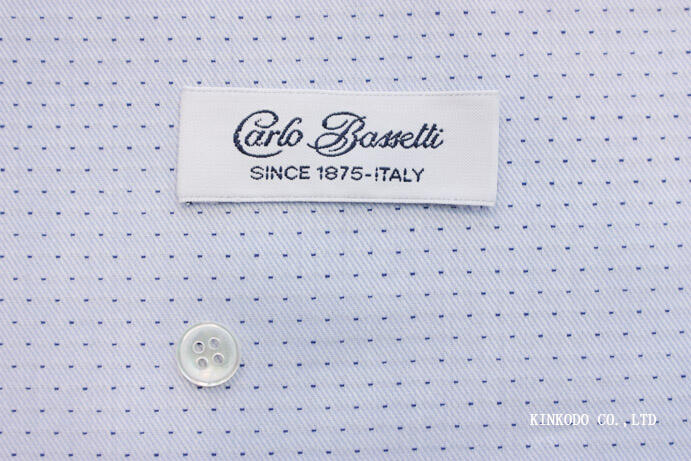 Carlo Bassetti
SINCE 1875-ITALY
KINKODO CO.,LTD